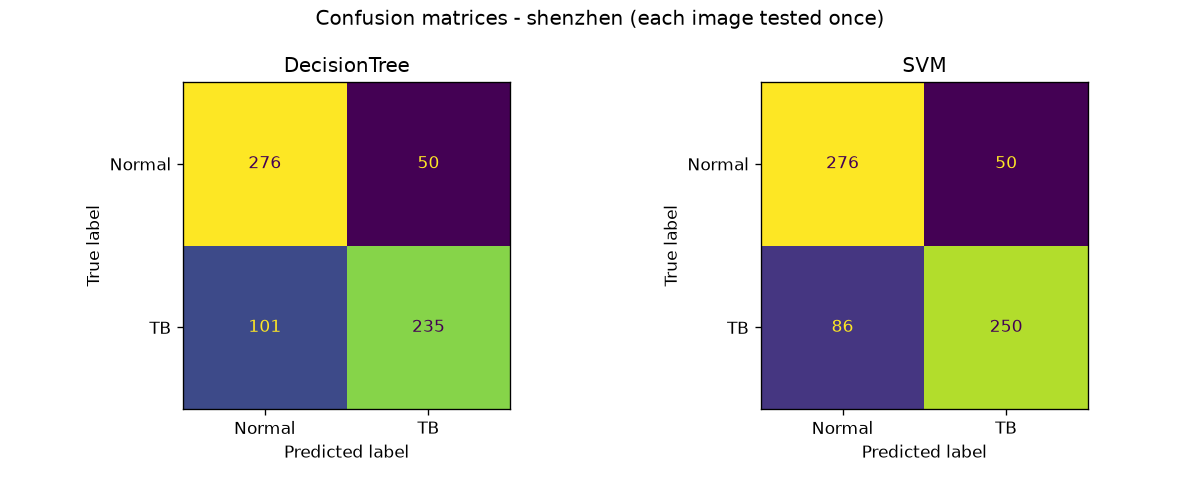 Confusion matrices - shenzhen (each image tested once)
DecisionTree
Normal
276
50
TB
101
235
True label
Normal
TB
Predicted label
SVM
Normal
276
50
TB
86
250
True label
Normal
TB
Predicted label